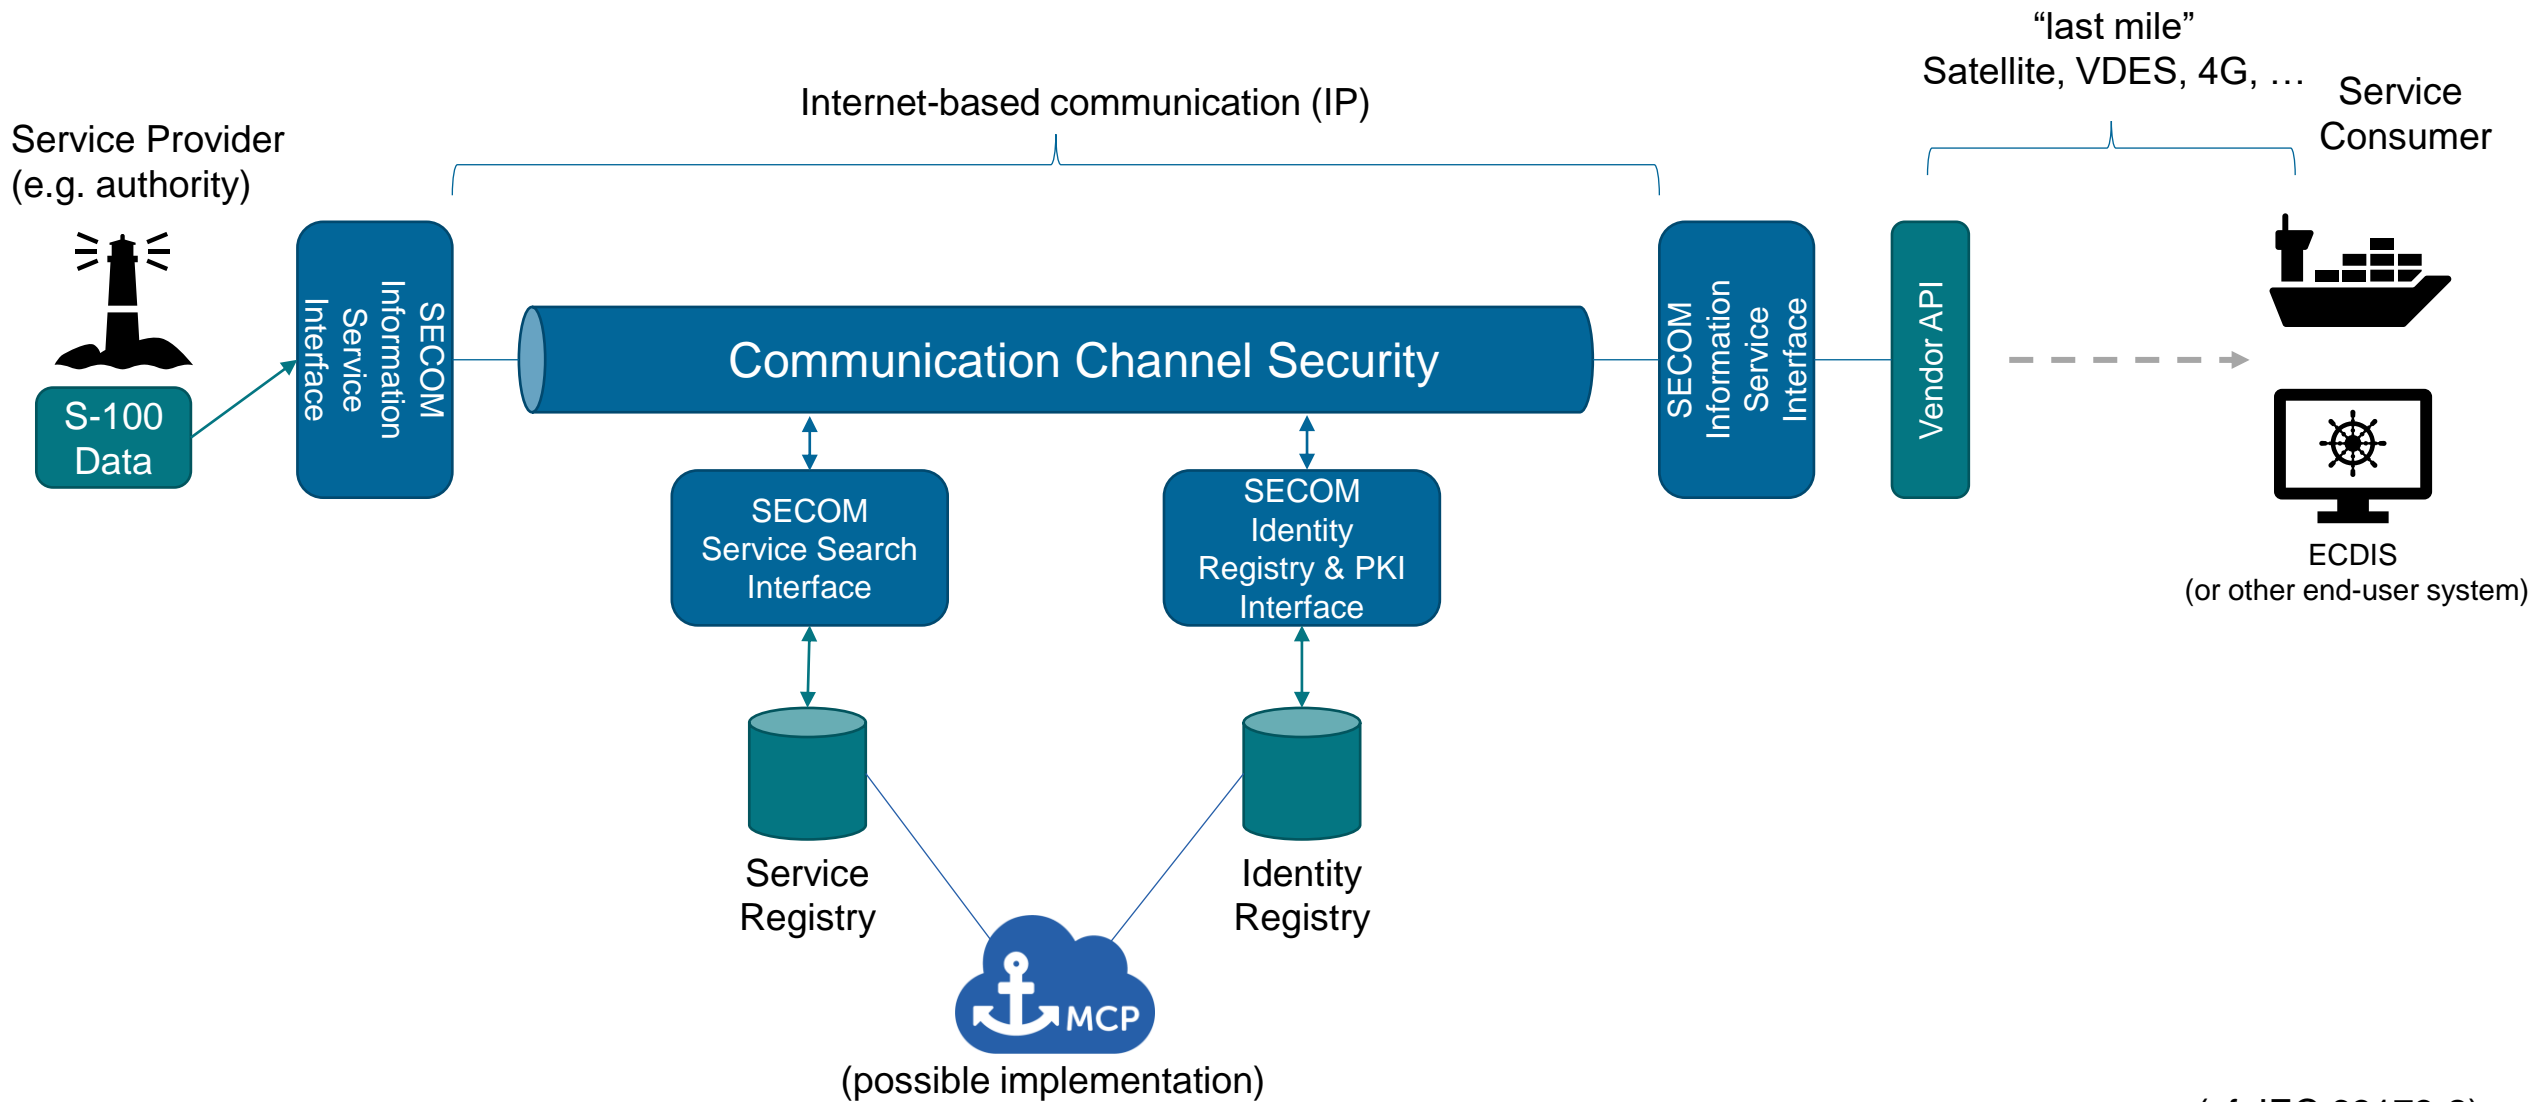 “last mile”
Satellite, VDES, 4G, …
Internet-based communication (IP)
Service
Consumer
Service Provider
(e.g. authority)
SECOM
Information
Service
Interface
Communication Channel Security
SECOM
Information
Service
Interface
Vendor API
S-100
Data
SECOM
Service Search
Interface
SECOM
Identity
Registry & PKI
Interface
ECDIS
(or other end-user system)
Service
Registry
Identity
Registry
MCP
(possible implementation)